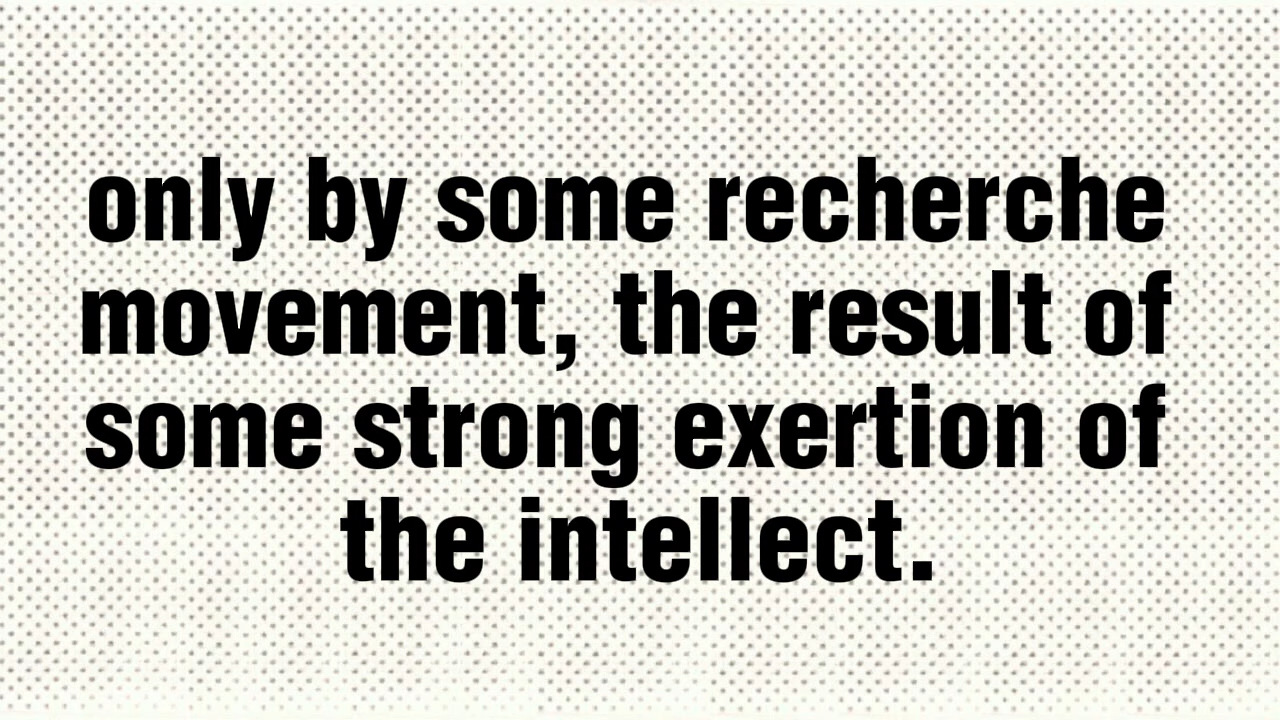 only by some recherche
movement, the result of
some strong exertion of
the intellect.